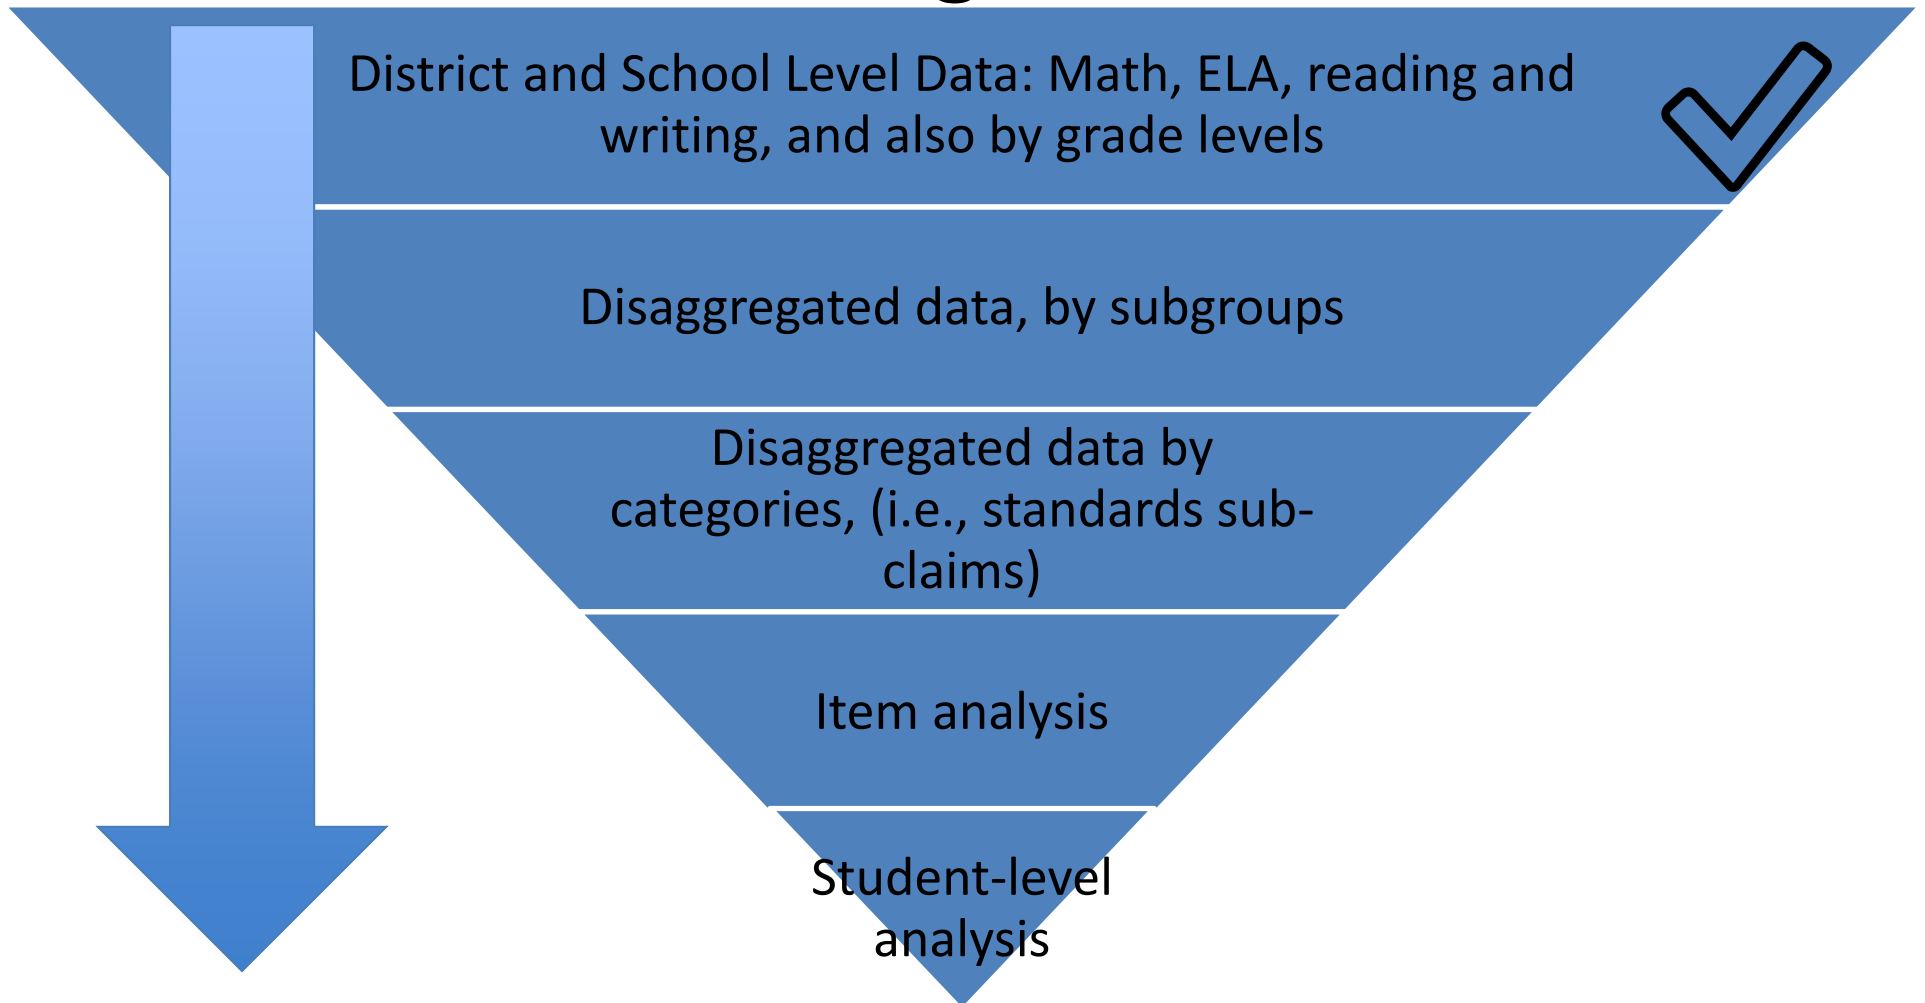 District and School Level Data: Math, ELA, reading and
writing, and also by grade levels
Disaggregated data, by subgroups
Disaggregated data by
categories, (i.e., standards sub-
claims)
Item analysis
Student-level
analysis